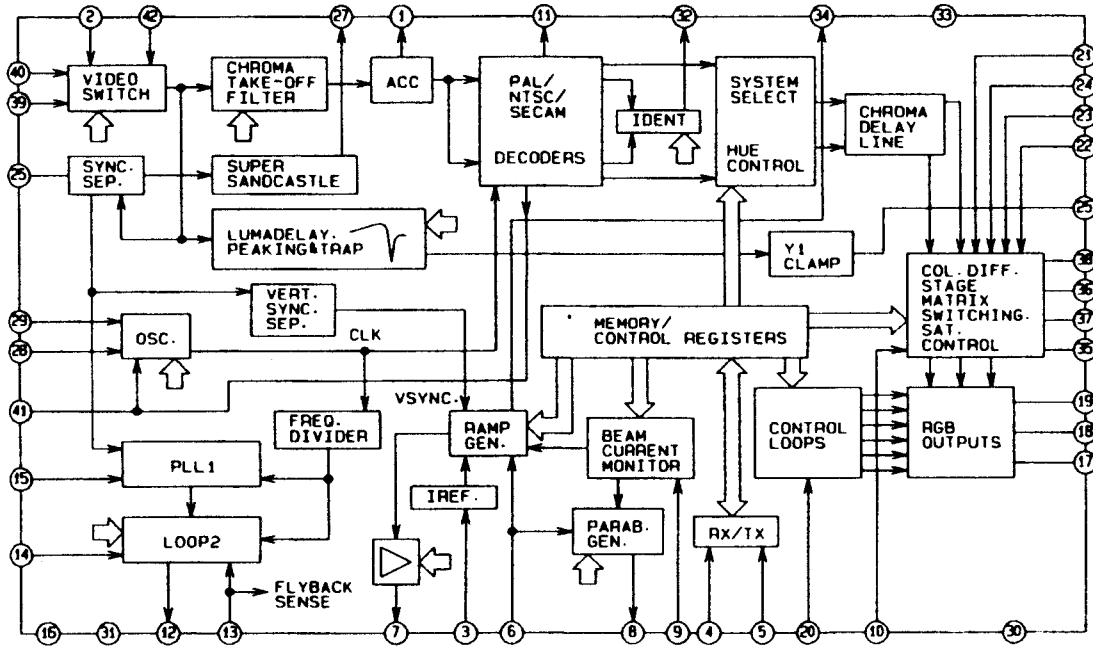 2 42 27 1 11 32 34 33
40
39
VIDEO
SWITCH
CHROMA
TAKE-OFF
FILTER
ACC
PAL/
NTSC/
SECAM
DECODERS
IDENT
SYSTEM
SELECT
HUE
CONTROL
CHROMA
DELAY
LINE
21
24
23
22
25
SYNC.
SEP.
SUPER
SANDCASTLE
LUMADELAY.
PEAKING&TRAP
Y1
CLAMP
25
COL. DIFF.
STAGE
MATRIX
SWITCHING.
SAT.
CONTROL
38
36
37
35
VERT.
SYNC.
SEP.
29
28
OSC.
CLK
MEMORY/
CONTROL REGISTERS
41
VSYNC.
FREQ.
DIVIDER
RAMP
GEN.
BEAM
CURRENT
MONITOR
CONTROL
LOOPS
RGB
OUTPUTS
19
18
17
15
PLL1
IREF.
14
LOOP2
PARAB.
GEN.
RX/TX
FLYBACK
SENSE
16 31 12 13 7 3 6 8 9 4 5 20 10 30